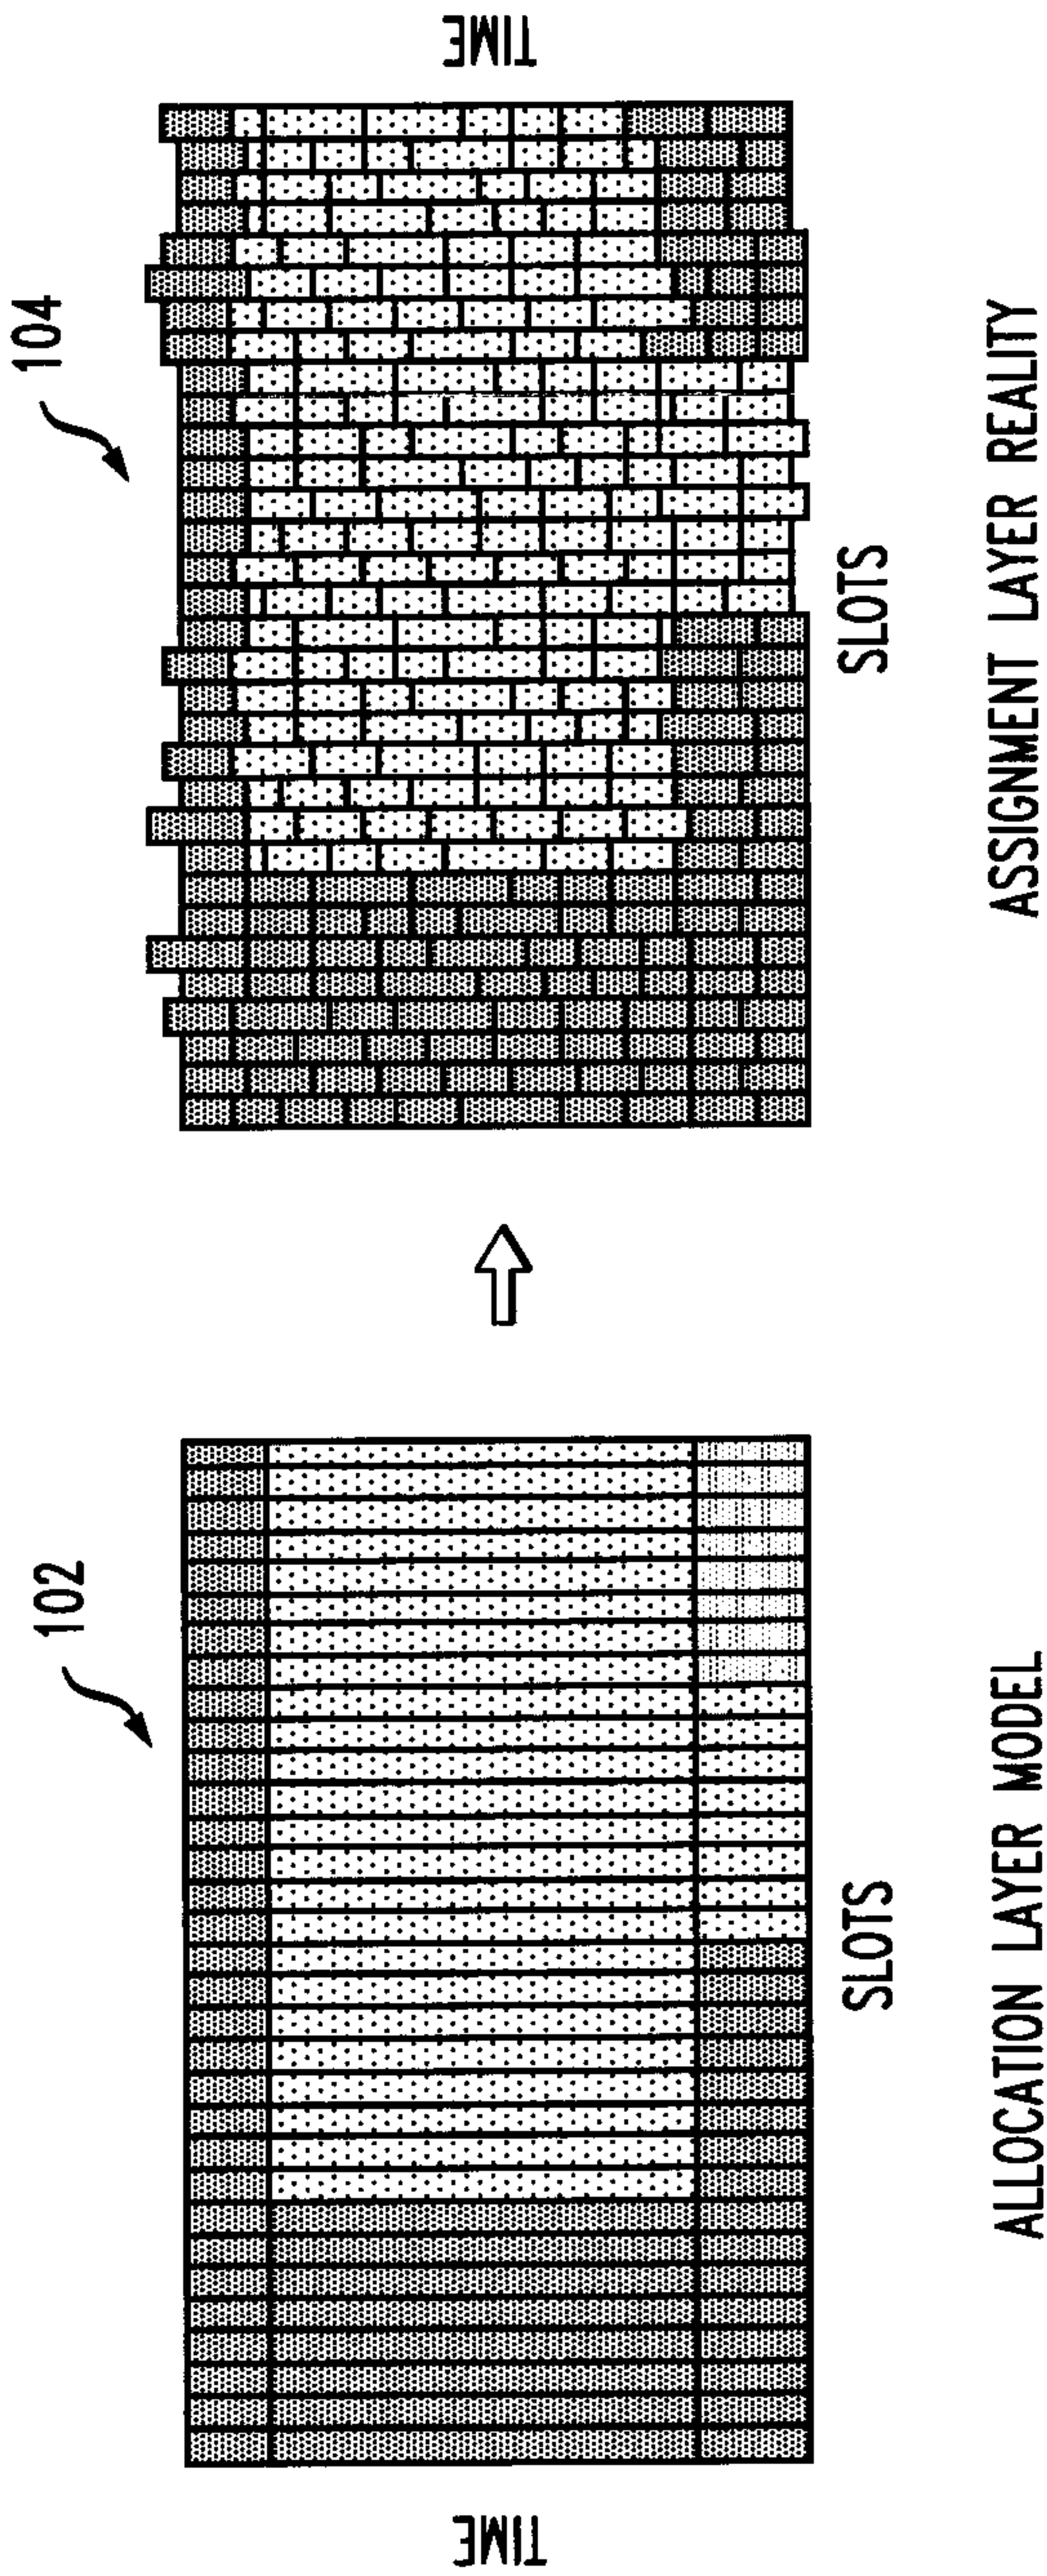 102
TIME
SLOTS
ALLOCATION LAYER MODEL
104
TIME
SLOTS
ASSIGNMENT LAYER REALITY